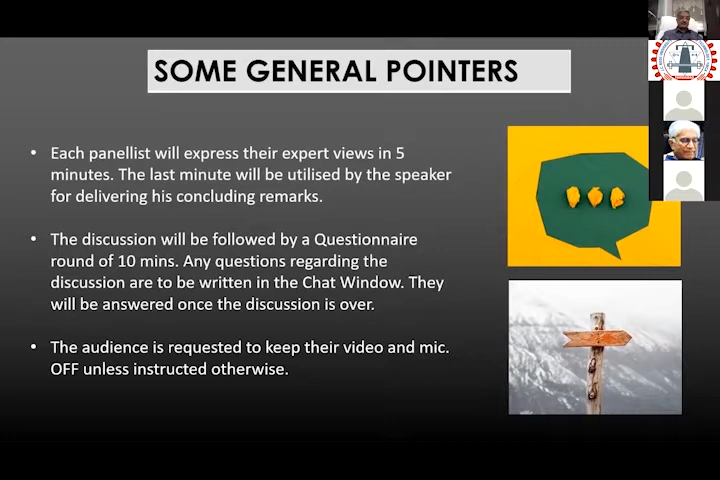 SOME GENERAL POINTERS
• Each panellist will express their expert views in 5
minutes. The last minute will be utilised by the speaker
for delivering his concluding remarks.
• The discussion will be followed by a Questionnaire
round of 10 mins. Any questions regarding the
discussion are to be written in the Chat Window. They
will be answered once the discussion is over.
• The audience is requested to keep their video and mic.
OFF unless instructed otherwise.